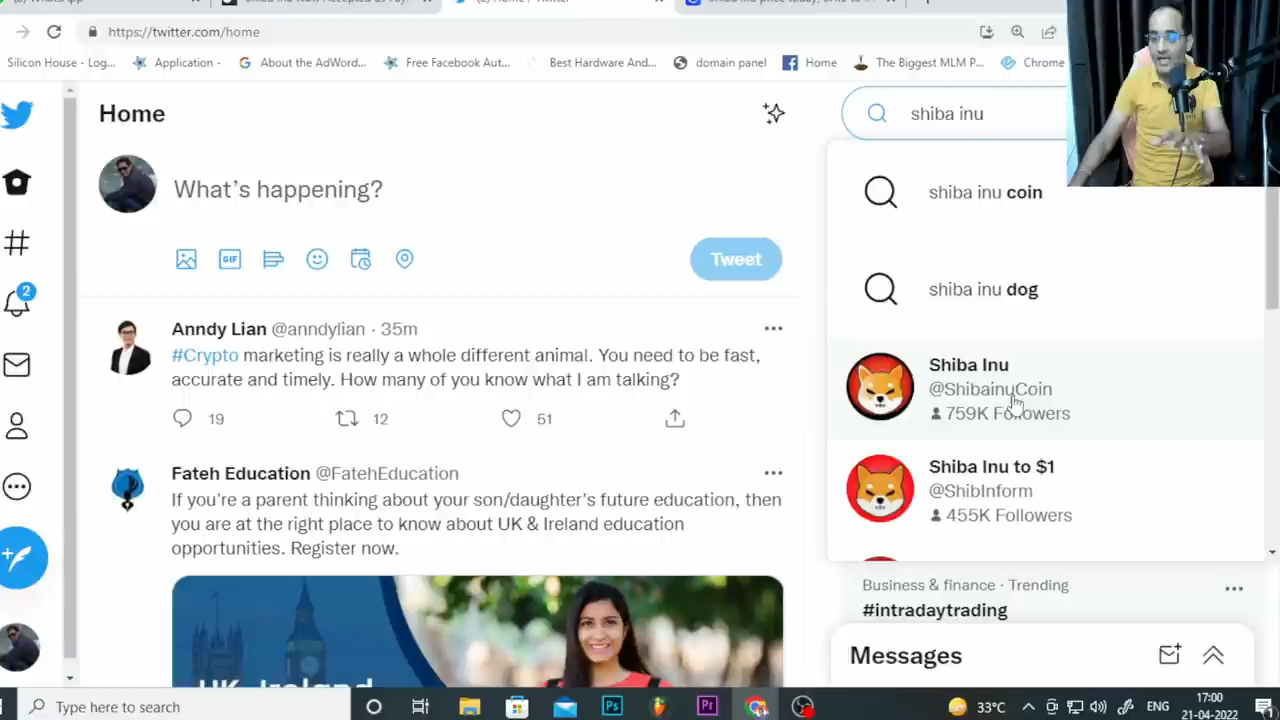 https://twitter.com/home
Silicon House - Log...
Application -
About the AdWord...
Free Facebook Aut...
Best Hardware And...
domain panel
Home
The Biggest MLM P...
Chrome
Home
shiba inu
What's happening?
GIF
Tweet
shiba inu coin
shiba inu dog
2
Anndy Lian @anndylian · 35m
#Crypto marketing is really a whole different animal. You need to be fast,
accurate and timely. How many of you know what I am talking?
19
12
51
Shiba Inu
@ShibainuCoin
759K Followers
Shiba Inu to $1
@ShibInform
455K Followers
Fateh Education @FatehEducation
If you're a parent thinking about your son/daughter's future education, then
you are at the right place to know about UK & Ireland education
opportunities. Register now.
Business & finance · Trending
#intradaytrading
Messages
Type here to search
Ps
Pr
33°C
ENG
17:00
21-04-2022
1